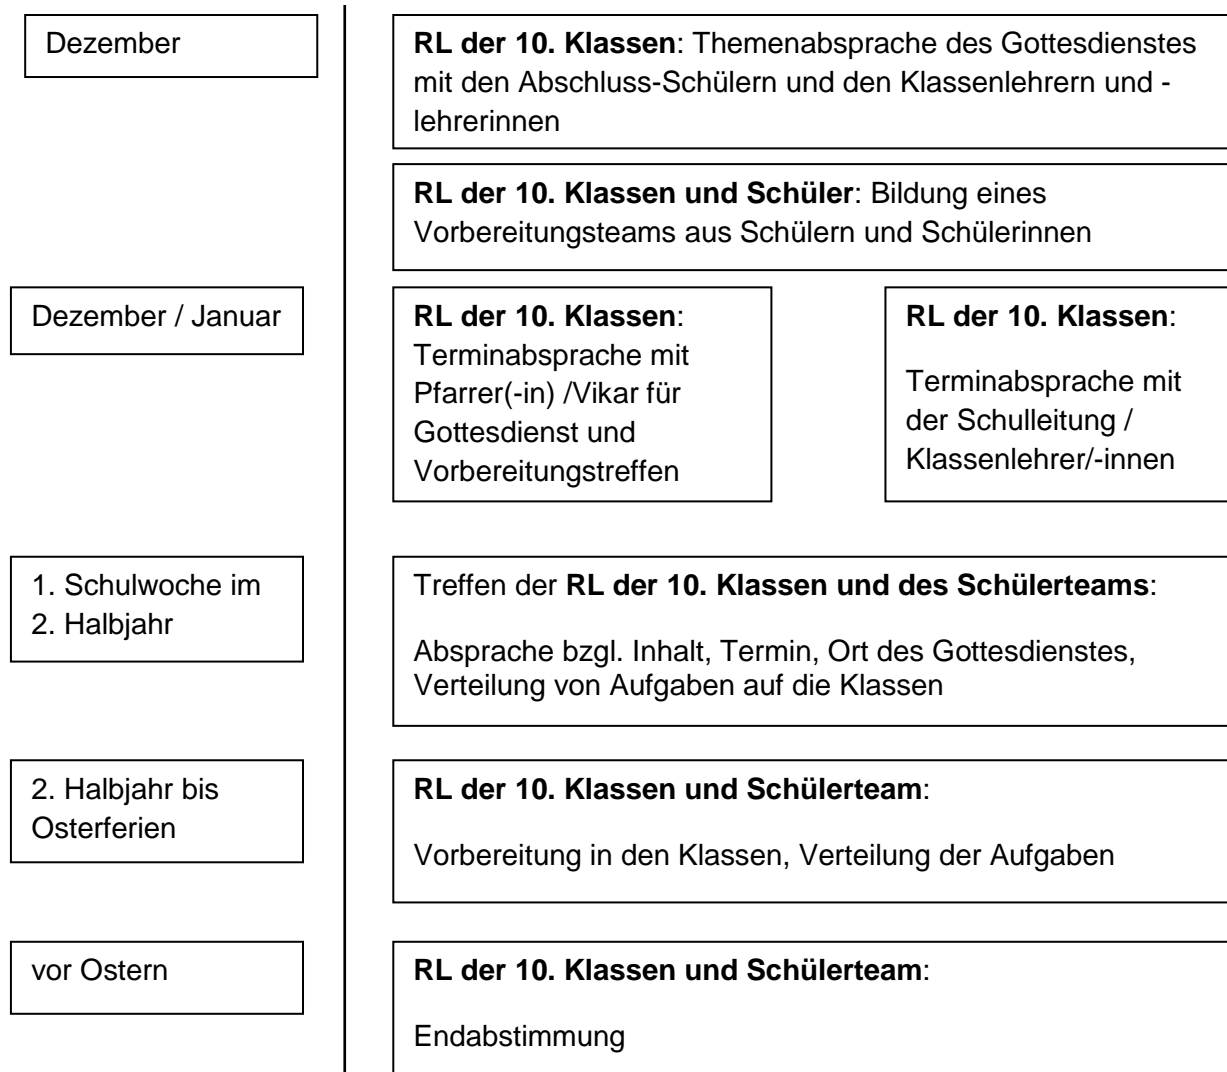 Dezember
RL der 10. Klassen: Themenabsprache des Gottesdienstes
mit den Abschluss-Schülern und den Klassenlehrern und -
lehrerinnen
RL der 10. Klassen und Schüler: Bildung eines
Vorbereitungsteams aus Schülern und Schülerinnen
Dezember / Januar
RL der 10. Klassen:
Terminabsprache mit
Pfarrer(-in) /Vikar für
Gottesdienst und
Vorbereitungstreffen
RL der 10. Klassen:
Terminabsprache mit
der Schulleitung /
Klassenlehrer/-innen
1. Schulwoche im
2. Halbjahr
Treffen der RL der 10. Klassen und des Schülerteams:
Absprache bzgl. Inhalt, Termin, Ort des Gottesdienstes,
Verteilung von Aufgaben auf die Klassen
2. Halbjahr bis
Osterferien
RL der 10. Klassen und Schülerteam:
Vorbereitung in den Klassen, Verteilung der Aufgaben
vor Ostern
RL der 10. Klassen und Schülerteam:
Endabstimmung